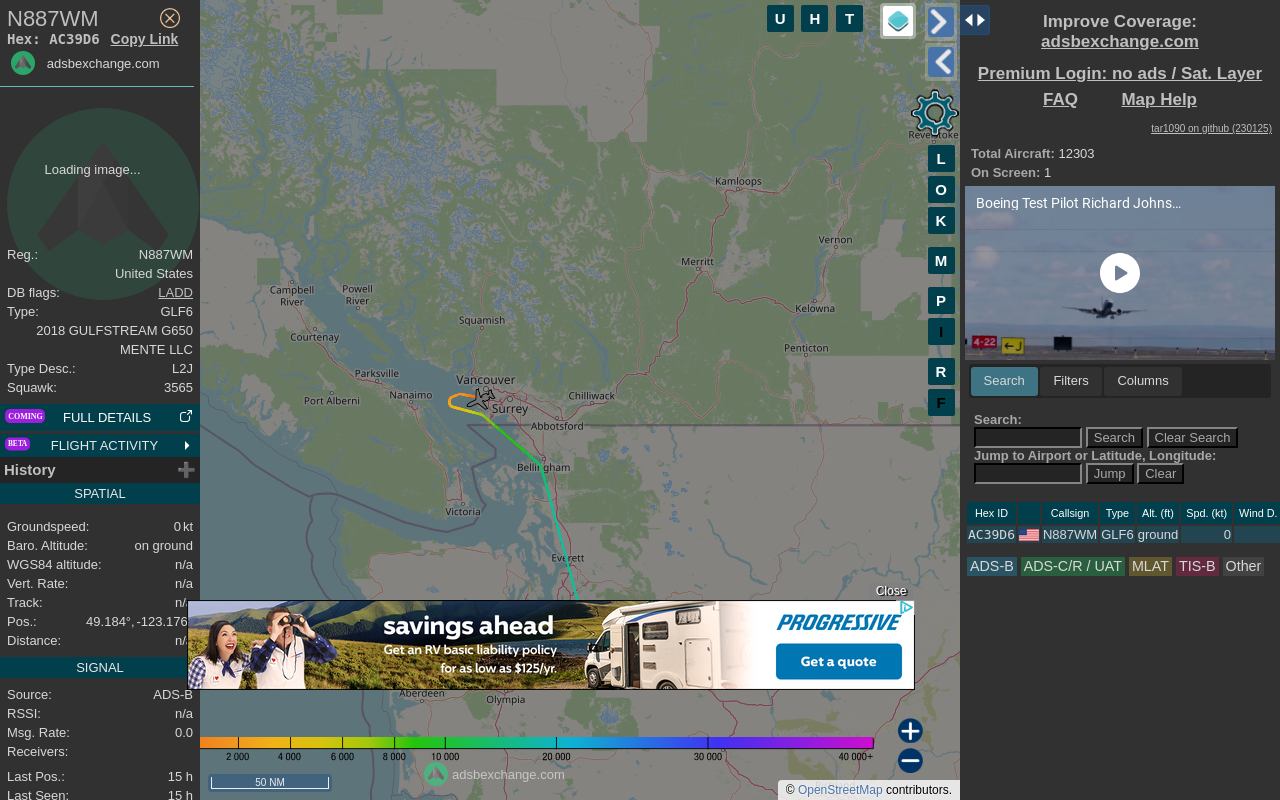 N887WM
Hex: AC39D6 Copy Link
adsbexchange.com
Loading image...
Reg.: N887WM
United States
DB flags: LADD
Type: GLF6
2018 GULFSTREAM G650
MENTE LLC
Type Desc.: L2J
Squawk: 3565
COMING FULL DETAILS
BETA FLIGHT ACTIVITY
History
SPATIAL
Groundspeed: 0 kt
Baro. Altitude: on ground
WGS84 altitude: n/a
Vert. Rate: n/a
Track:
Pos.: 49.184°, -123.176
Distance:
SIGNAL
Source: ADS-B
RSSI: n/a
Msg. Rate: 0.0
Receivers:
Last Pos.: 15 h
Last Seen: 15 h
U H T
L
O
K
M
P
I
R
F
Kamloops
Vernon
Merritt
Kelowna
Penticton
Campbell
River
Powell
River
Courtenay
Squamish
Parksville
Port Alberni
Nanaimo
Vancouver
Surrey
Chilliwack
Abbotsford
Bellingham
Victoria
Everett
Close
savings ahead
Get an RV basic liability policy
for as low as $125/yr.
PROGRESSIVE
Get a quote
Aberdeen
Olympia
2 000 4 000 6 000 8 000 10 000 20 000 30 000 40 000+
50 NM
adsbexchange.com
© OpenStreetMap contributors.
Improve Coverage:
adsbexchange.com
Premium Login: no ads / Sat. Layer
FAQ Map Help
tar1090 on github (230125)
Total Aircraft: 12303
On Screen: 1
Boeing Test Pilot Richard Johns…
4-22
J
Search Filters Columns
Search:
Search Clear Search
Jump to Airport or Latitude, Longitude:
Jump Clear
Hex ID Callsign Type Alt. (ft) Spd. (kt) Wind D.
AC39D6 N887WM GLF6 ground 0
ADS-B ADS-C/R / UAT MLAT TIS-B Other